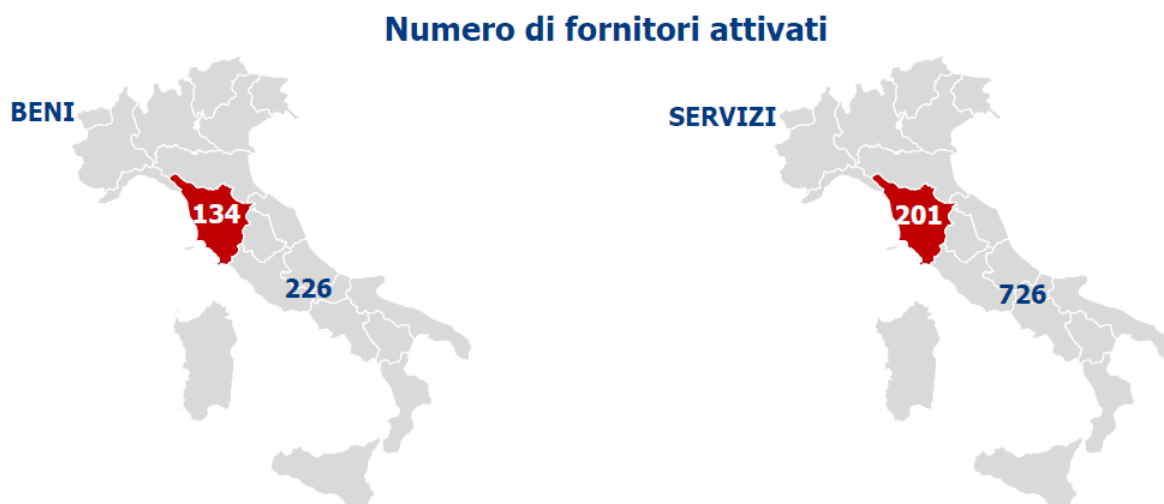 Numero di fornitori attivati
BENI
134
226
SERVIZI
201
726